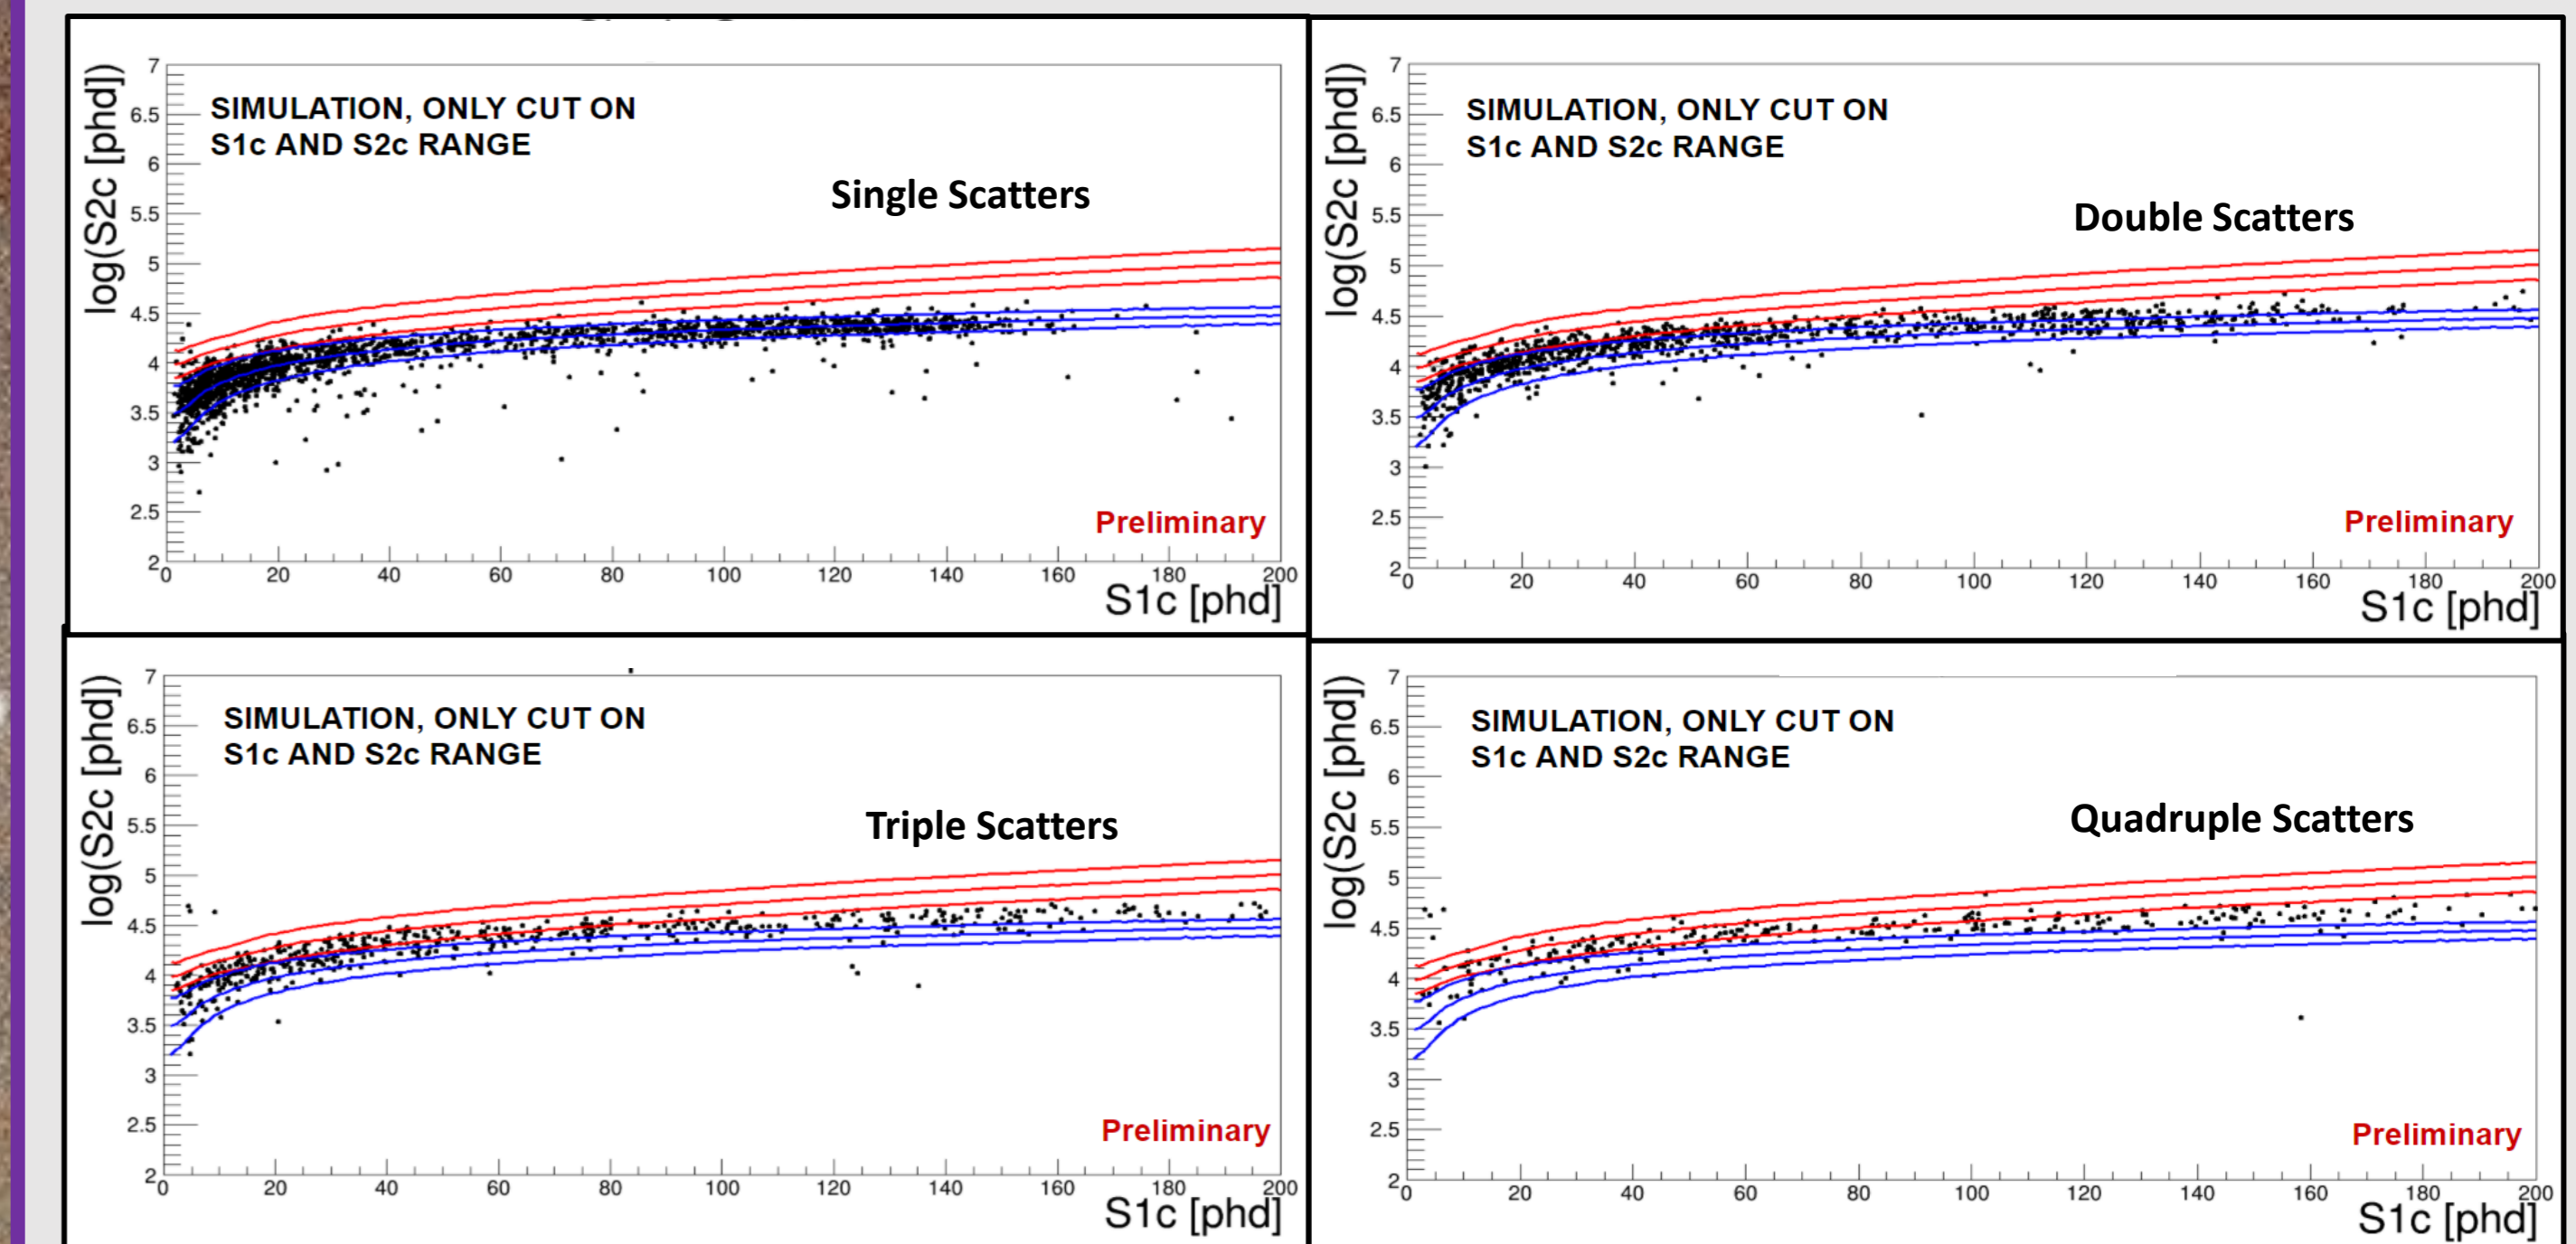 log(S2c [phd])
7
6.5
6
5.5
5
4.5
4
3.5
3
2.5
2
SIMULATION, ONLY CUT ON
S1c AND S2c RANGE
Single Scatters
Preliminary
0 20 40 60 80 100 120 140 160 180 200
S1c [phd]
log(S2c [phd])
7
6.5
6
5.5
5
4.5
4
3.5
3
2.5
2
SIMULATION, ONLY CUT ON
S1c AND S2c RANGE
Double Scatters
Preliminary
0 20 40 60 80 100 120 140 160 180 200
S1c [phd]
log(S2c [phd])
7
6.5
6
5.5
5
4.5
4
3.5
3
2.5
2
SIMULATION, ONLY CUT ON
S1c AND S2c RANGE
Triple Scatters
Preliminary
0 20 40 60 80 100 120 140 160 180 200
S1c [phd]
log(S2c [phd])
7
6.5
6
5.5
5
4.5
4
3.5
3
2.5
2
SIMULATION, ONLY CUT ON
S1c AND S2c RANGE
Quadruple Scatters
Preliminary
0 20 40 60 80 100 120 140 160 180 200
S1c [phd]